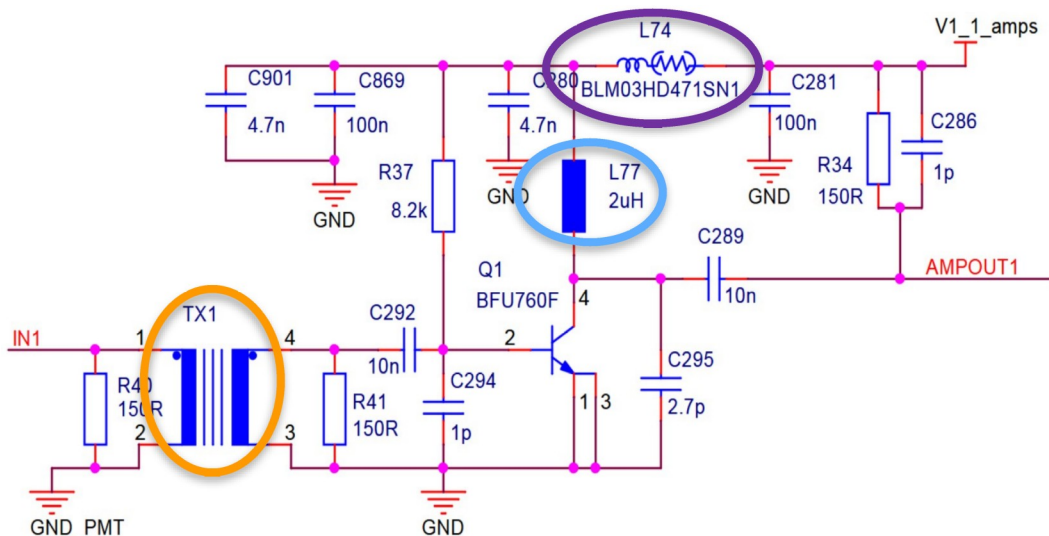 L74
V1_1_amps
C901
C869
C280
BLM03HD471SN1
C281
4.7n
100n
4.7n
100n
C286
R37
L77
R34
1p
GND
8.2k
GND
2uH
GND
150R
C289
Q1
AMPOUT1
BFU760F
10n
TX1
4
C292
IN1
1
4
2
10n
C294
C295
R40
R41
1
3
2.7p
150R
150R
1p
2
3
GND_PMT
GND